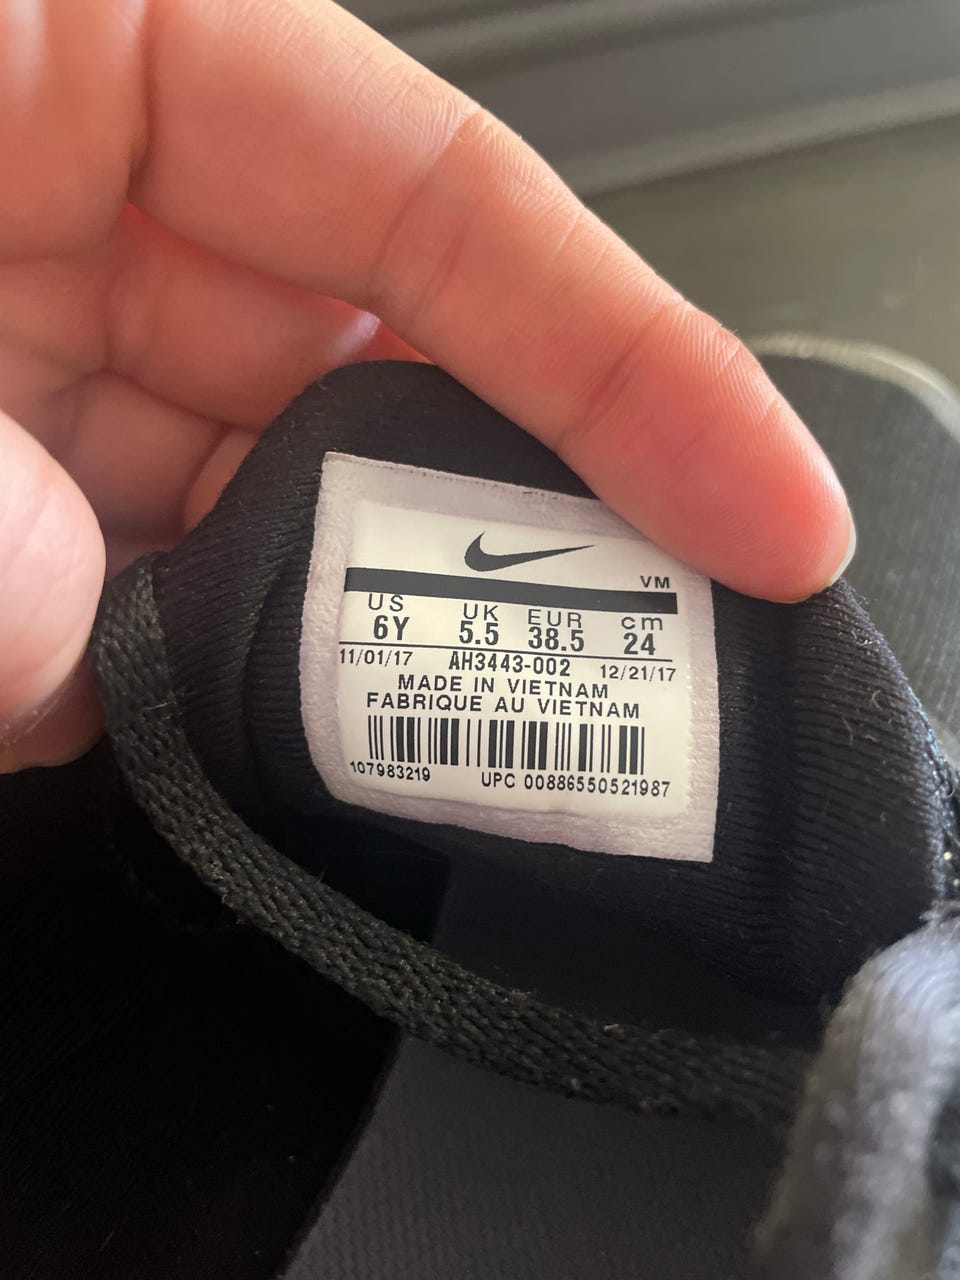 VM
US UK EUR cm
6Y 5.5 38.5 24
11/01/17 AH3443-002 12/21/17
MADE IN VIETNAM
FABRIQUE AU VIETNAM
107983219 UPC 00886550521987